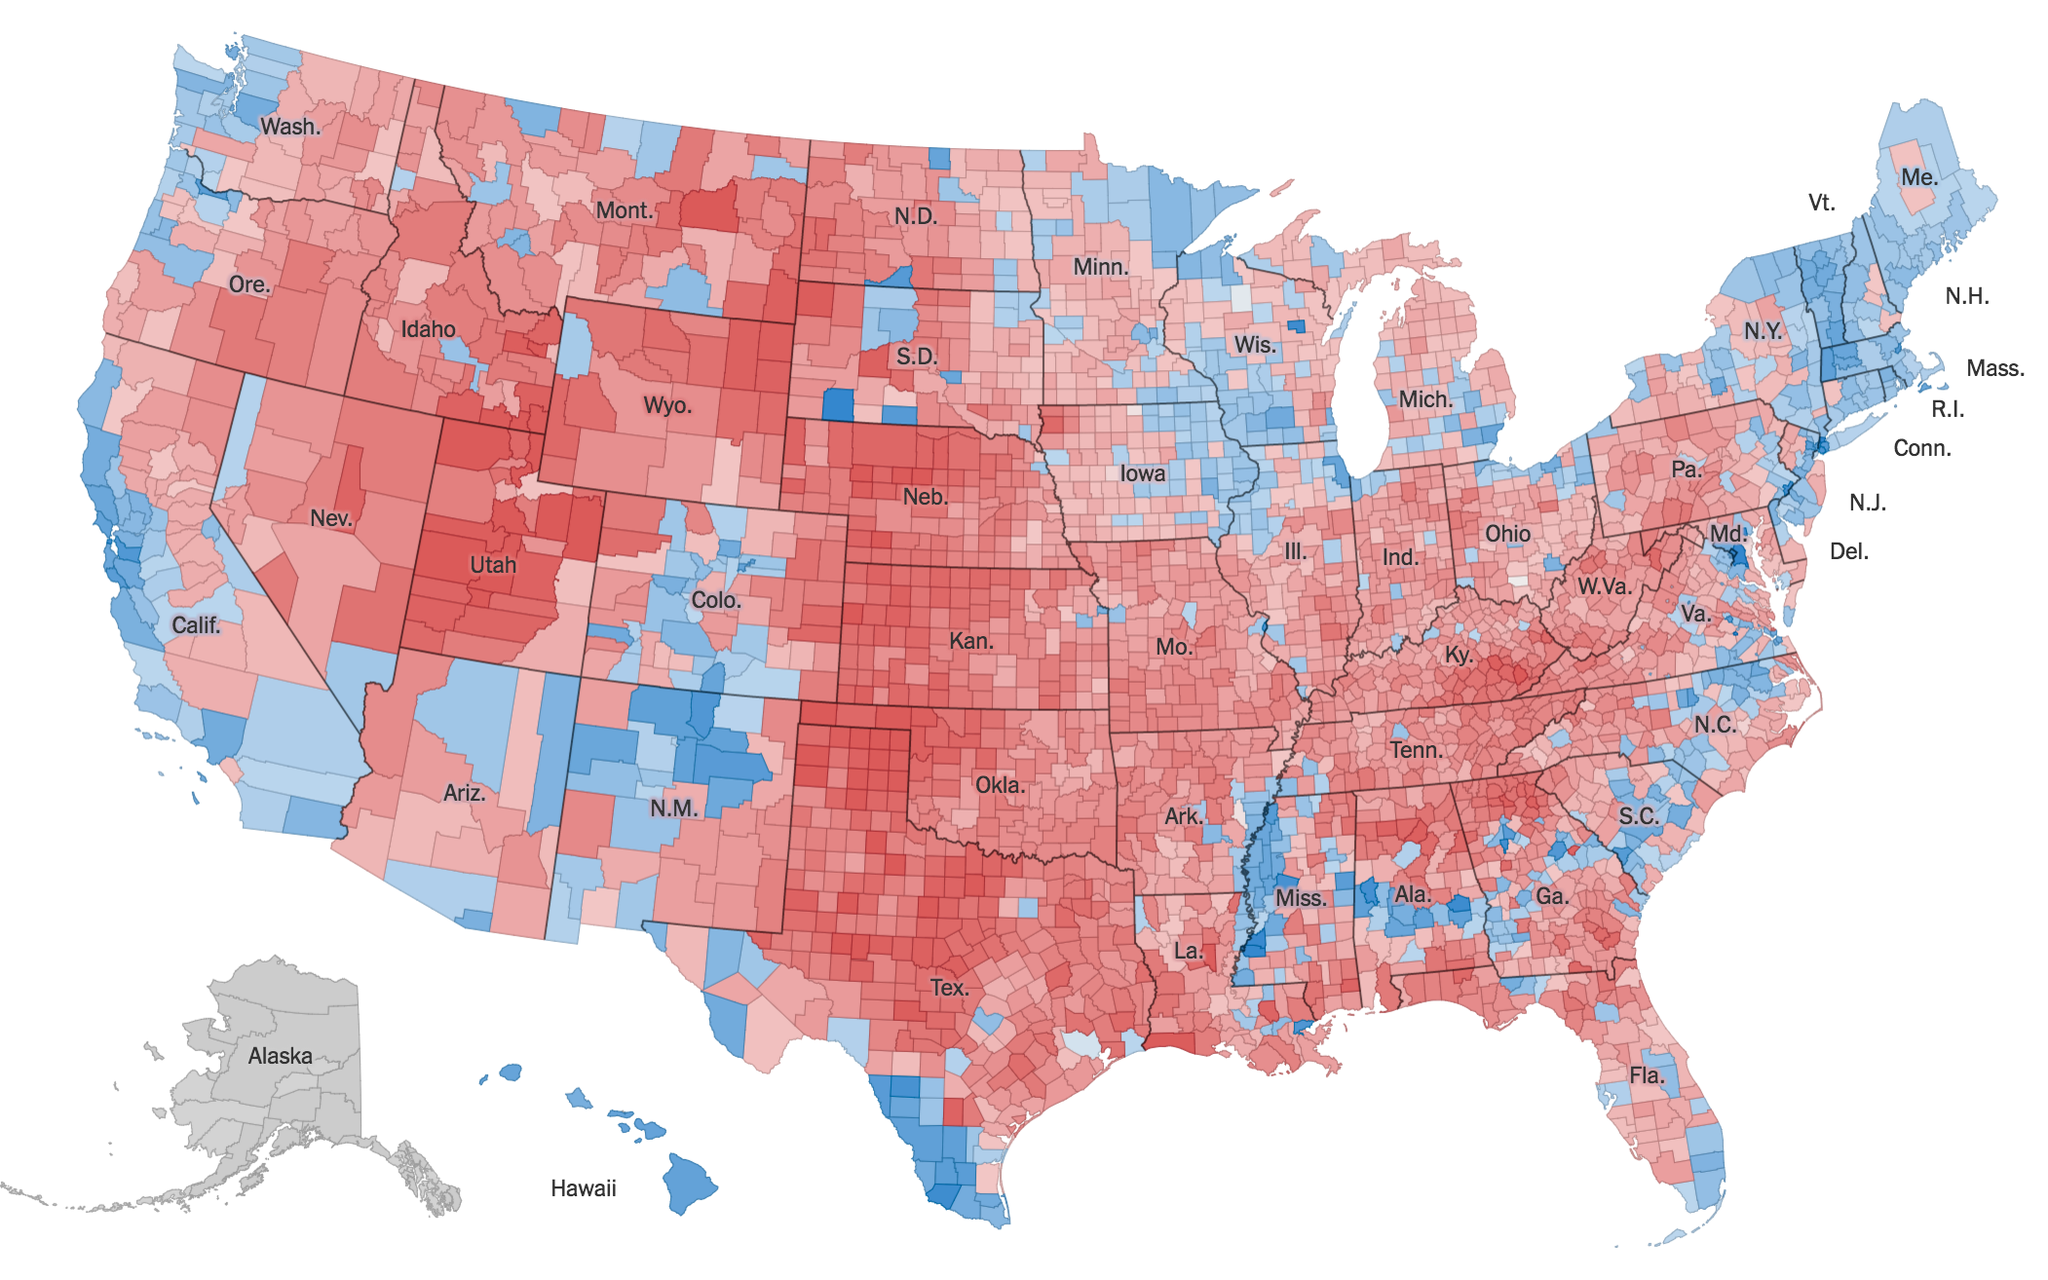 Wash.
Me.
Vt.
Mont.
N.D.
Minn.
Ore.
N.H.
Idaho
N.Y.
Wis.
S.D.
Mass.
Wyo.
Mich.
R.I.
Conn.
Pa.
Iowa
Neb.
N.J.
Nev.
Ohio
Md.
Ill.
Ind.
Del.
Utah
W.Va.
Colo.
Va.
Calif.
Kan.
Mo.
Ky.
N.C.
Tenn.
Okla.
Ariz.
N.M.
Ark.
S.C.
Miss.
Ala.
Ga.
La.
Tex.
Alaska
Fla.
Hawaii